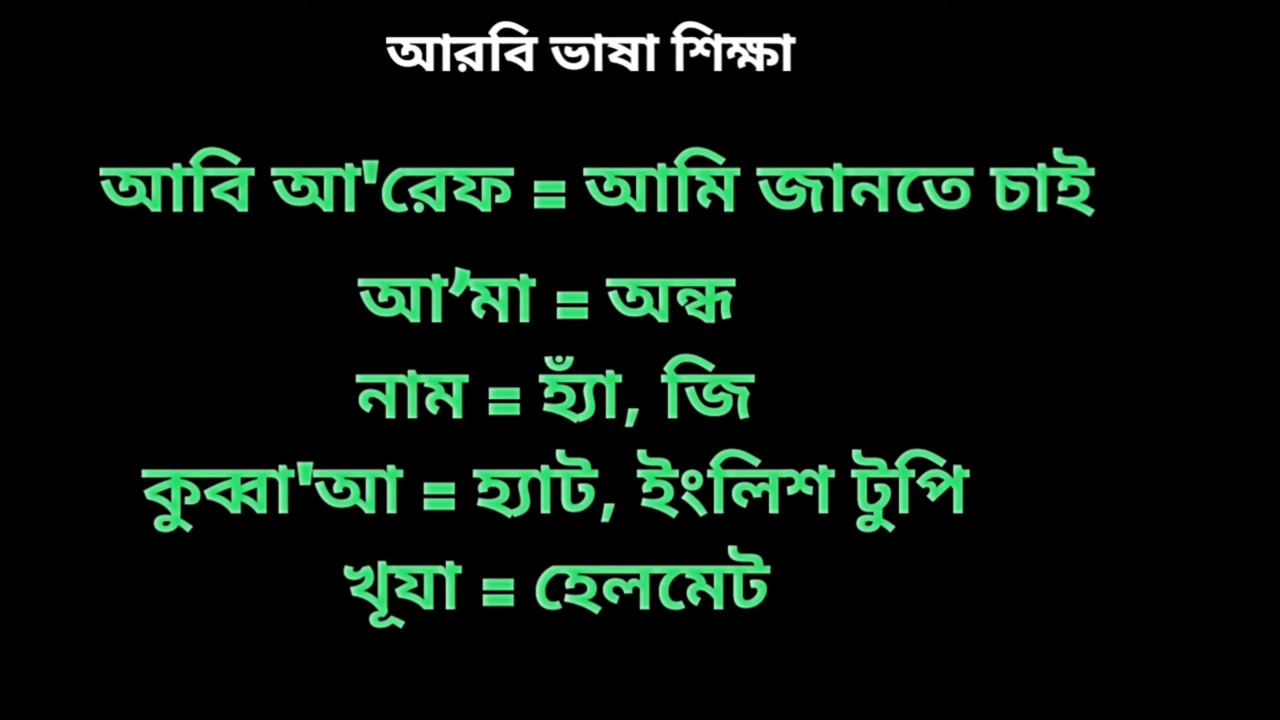 আরবি ভাষা শিক্ষা
আবি আ'রেফ = আমি জানতে চাই
আ’মা = অন্ধ
নাম = হ্যাঁ, জি
কুব্বা'আ = হ্যাট, ইংলিশ টুপি
খূযা = হেলমেট